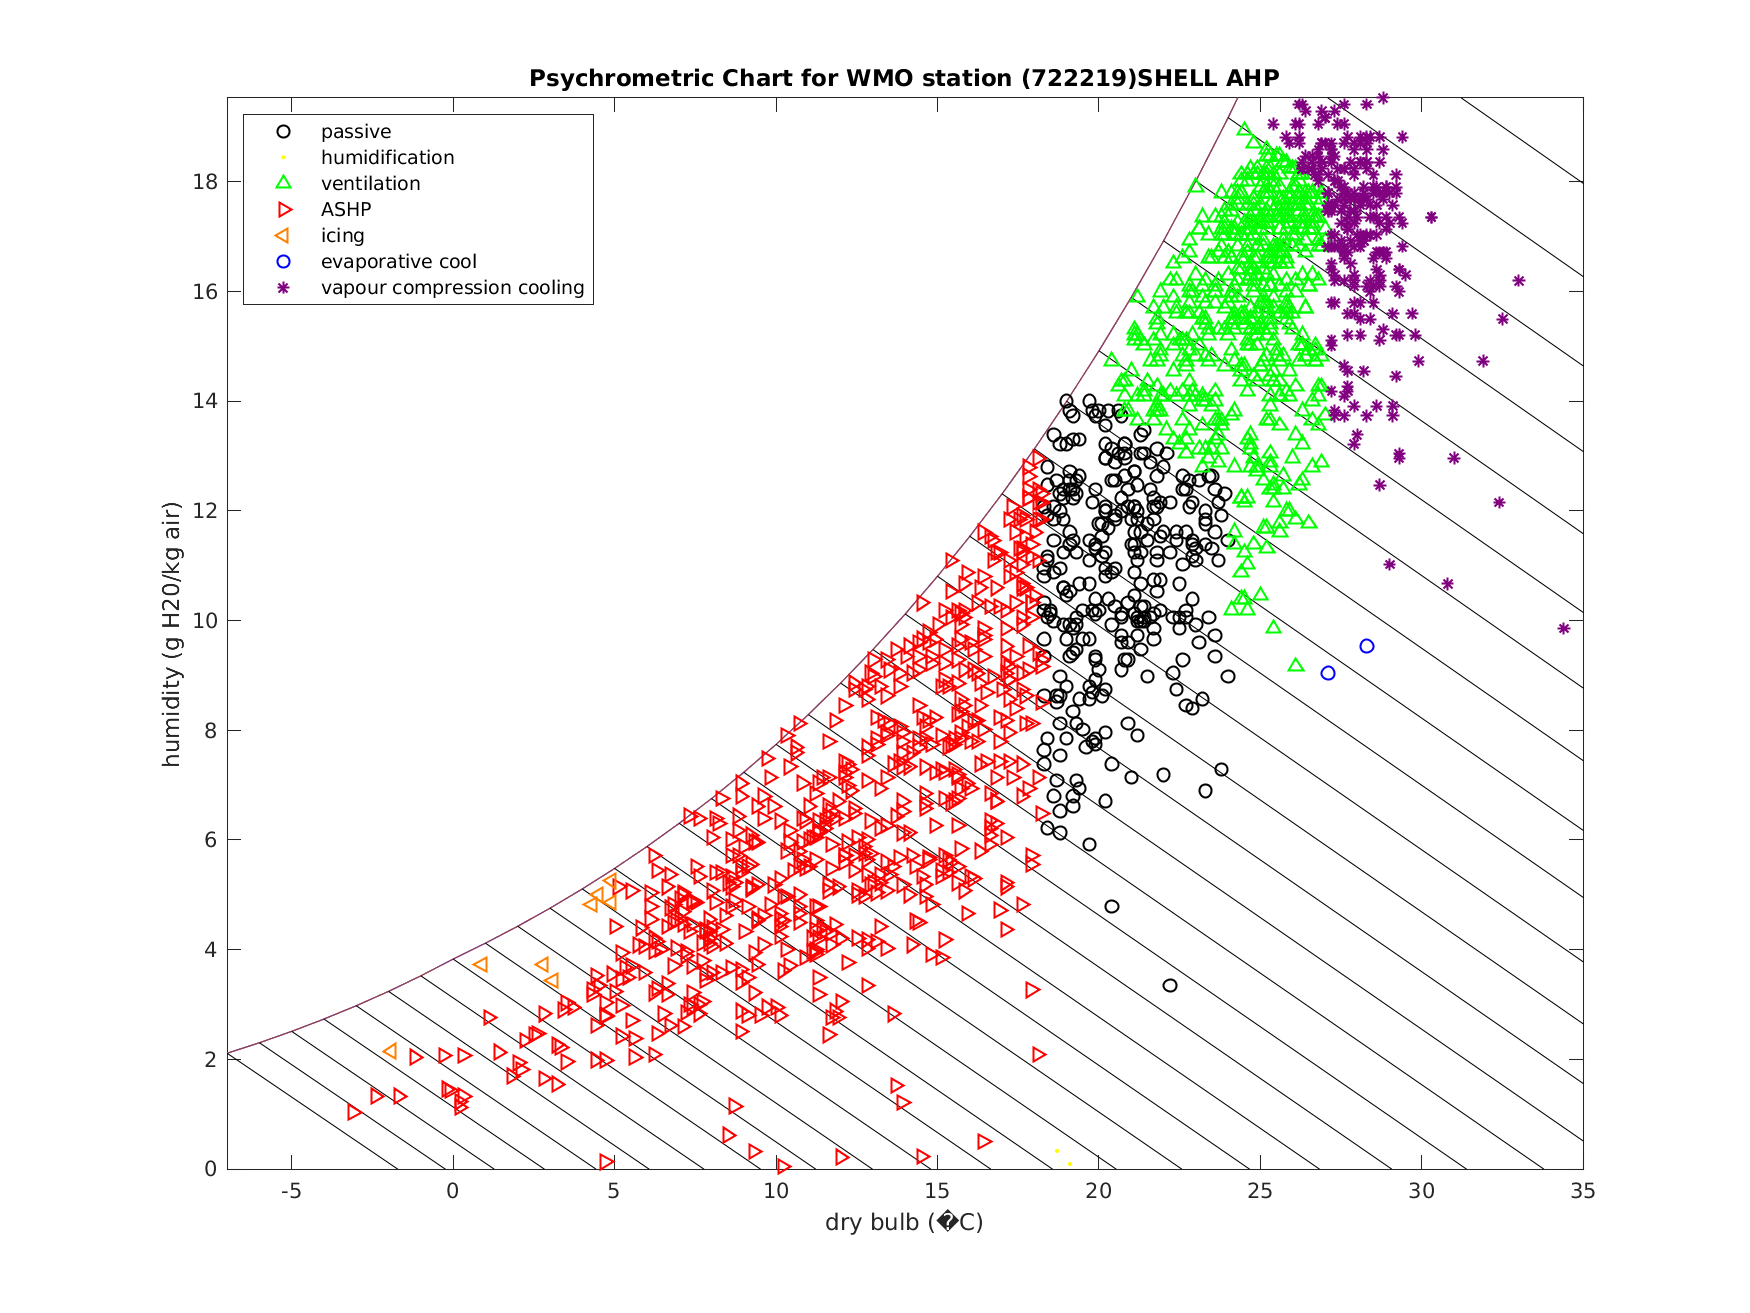 Psychrometric Chart for WMO station (722219)SHELL AHP
passive
humidification
ventilation
ASHP
icing
evaporative cool
vapour compression cooling
humidity (g H20/kg air)
18
16
14
12
10
8
6
4
2
0
-5 0 5 10 15 20 25 30 35
dry bulb (�C)